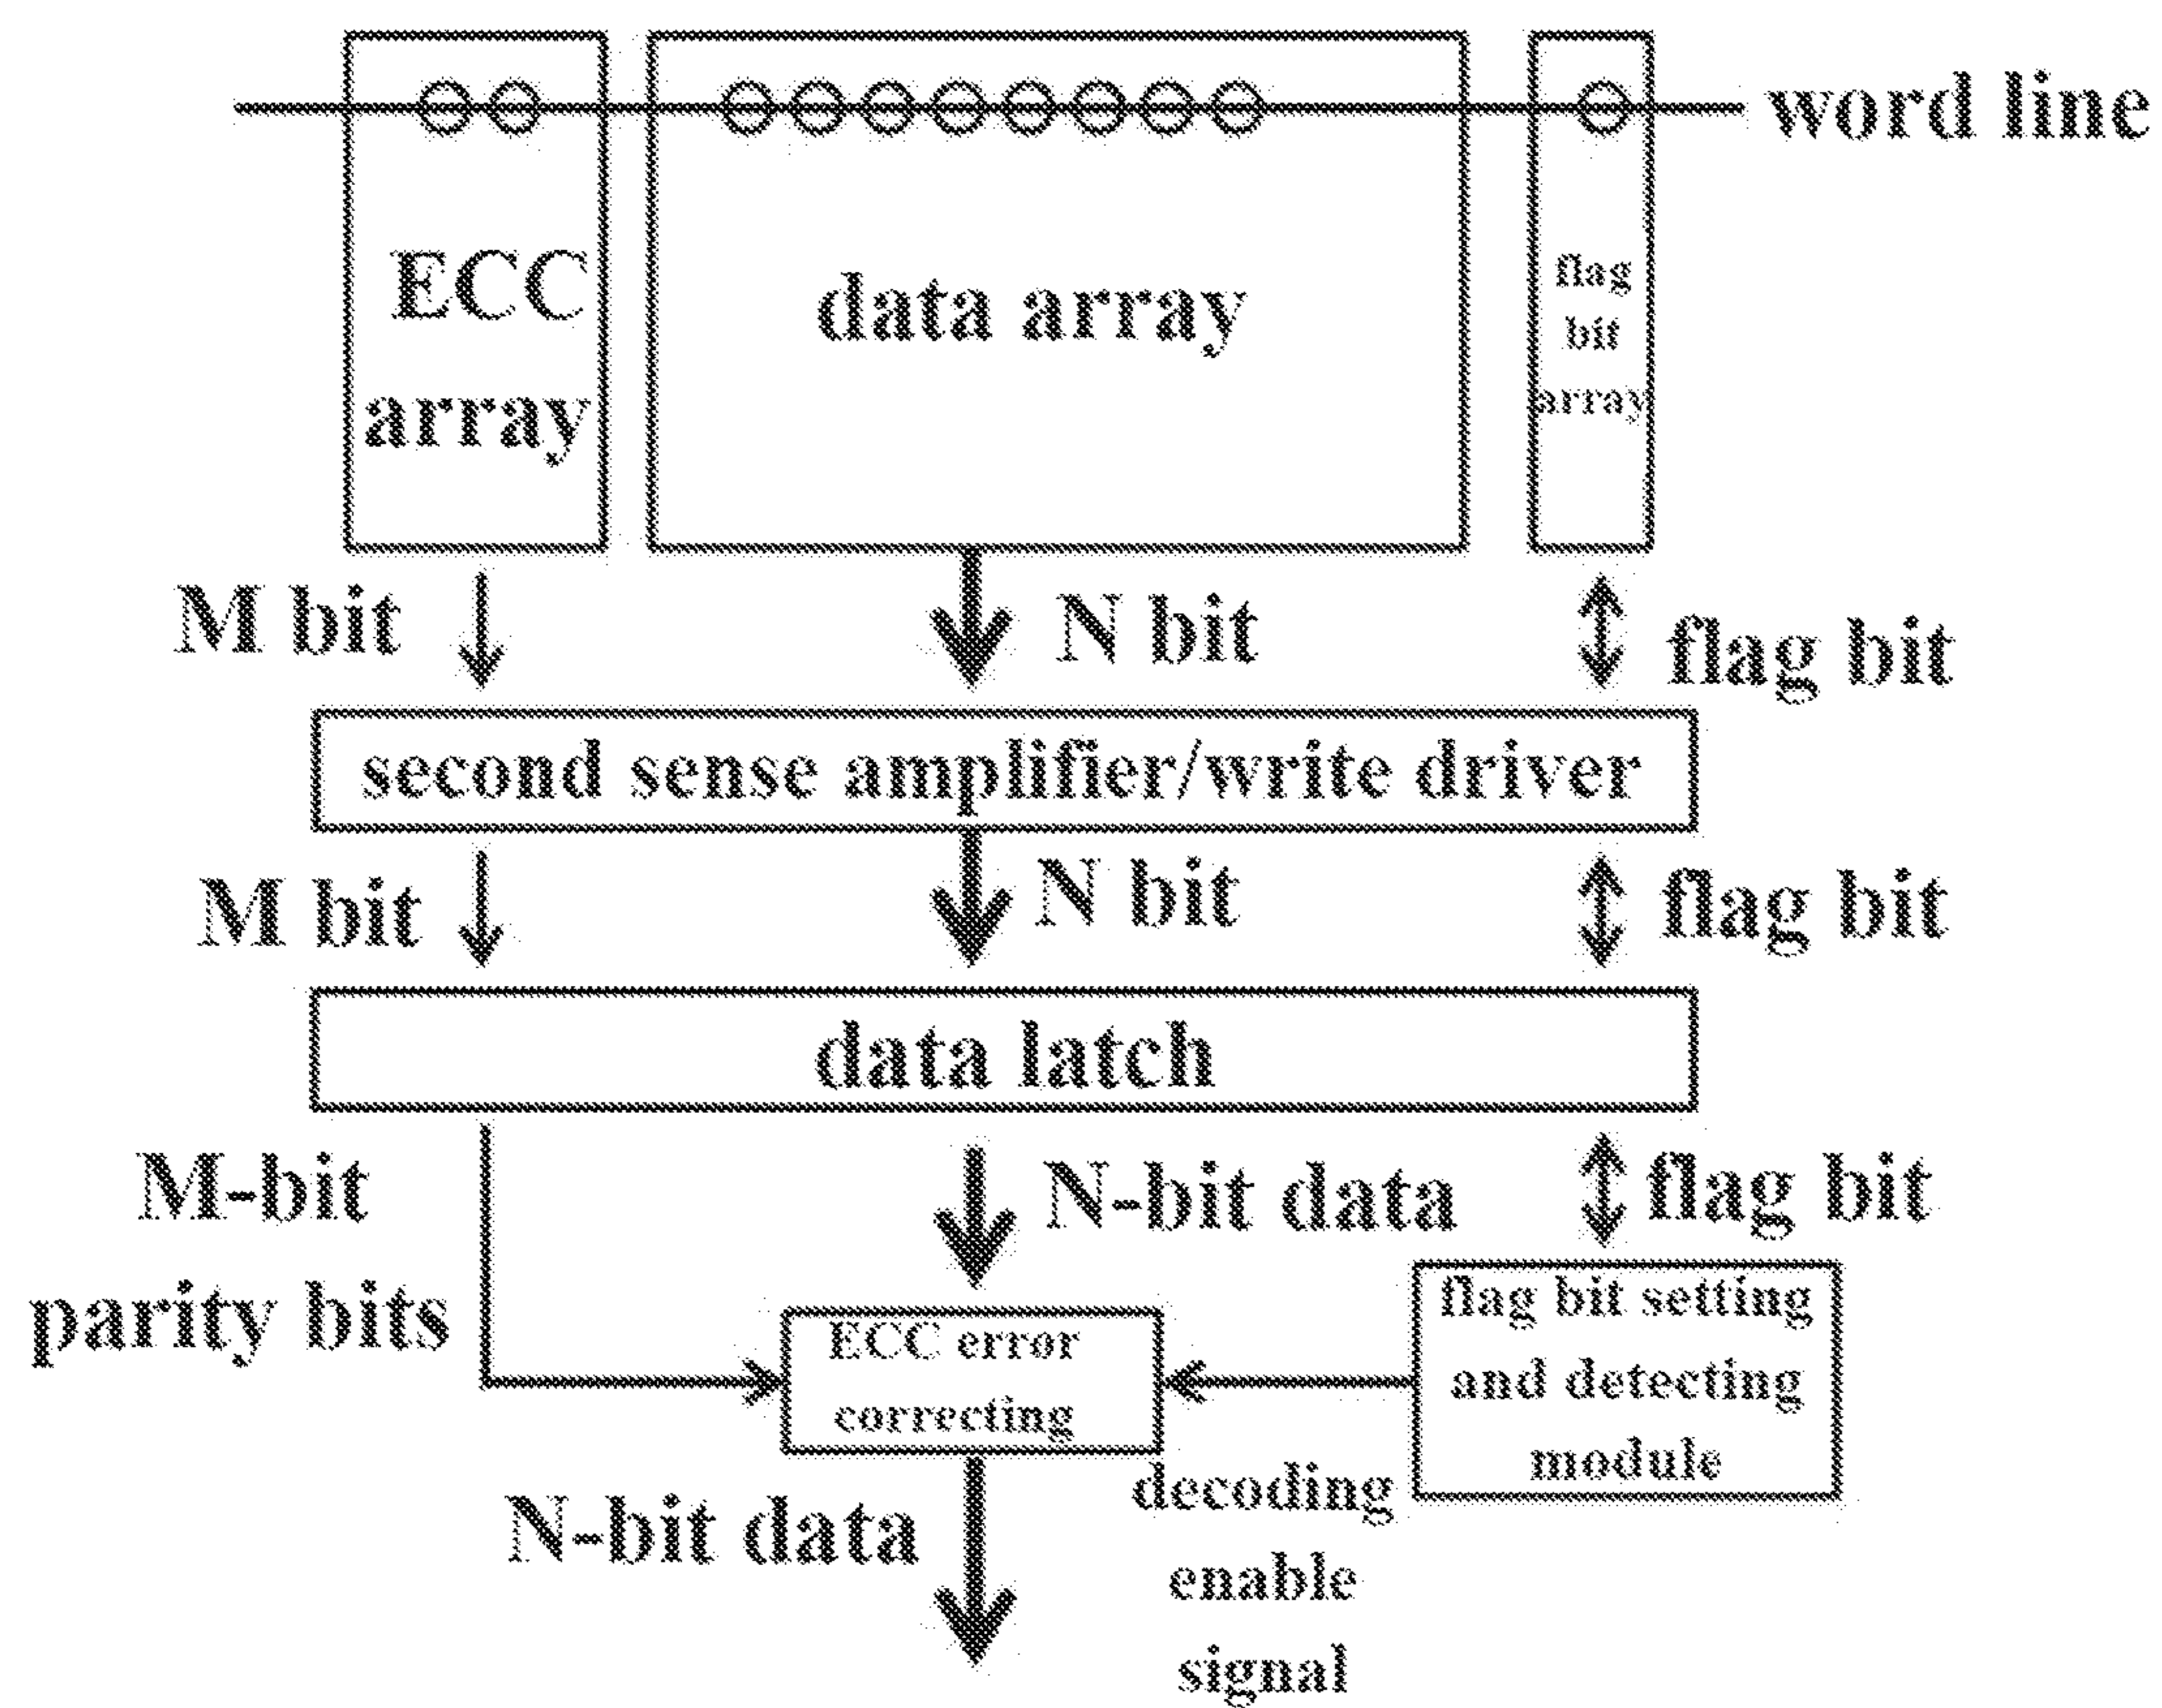 word line
ECC
array
data array
flag
bit
array
M bit
N bit
flag bit
second sense amplifier/write driver
M bit
N bit
flag bit
data latch
M-bit
parity bits
N-bit data
flag bit
ECC error
correcting
flag bit setting
and detecting
module
decoding
enable
signal
N-bit data